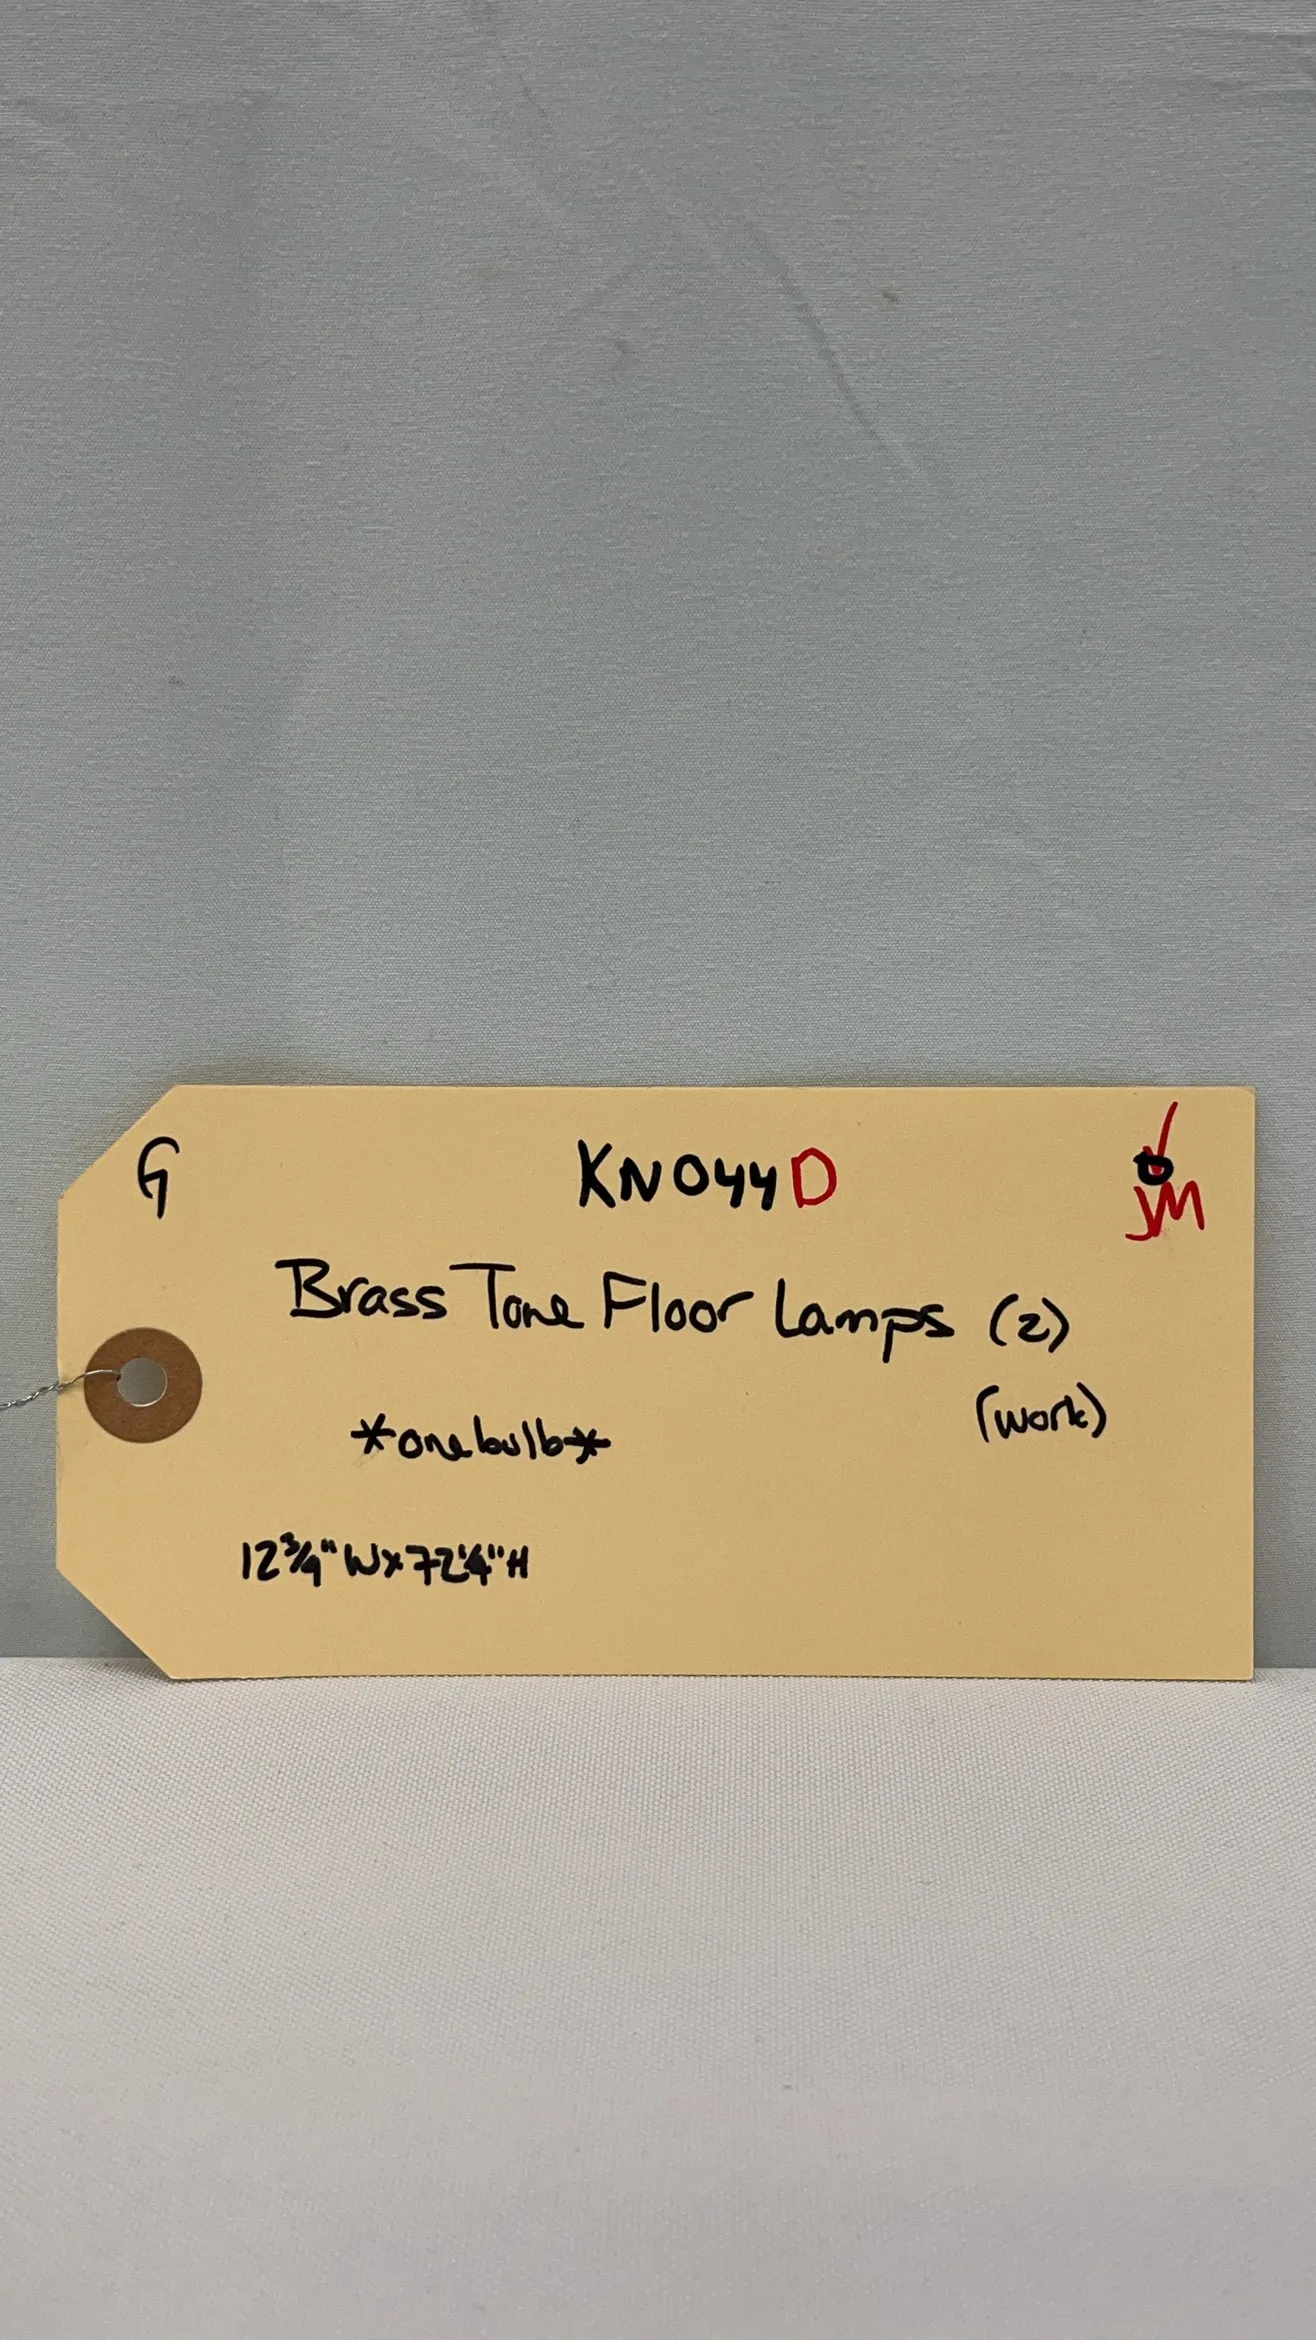 G
KN044D
JM
Brass Tone Floor Lamps (2)
(work)
*one bulb*
12¾" W x 72¼" H